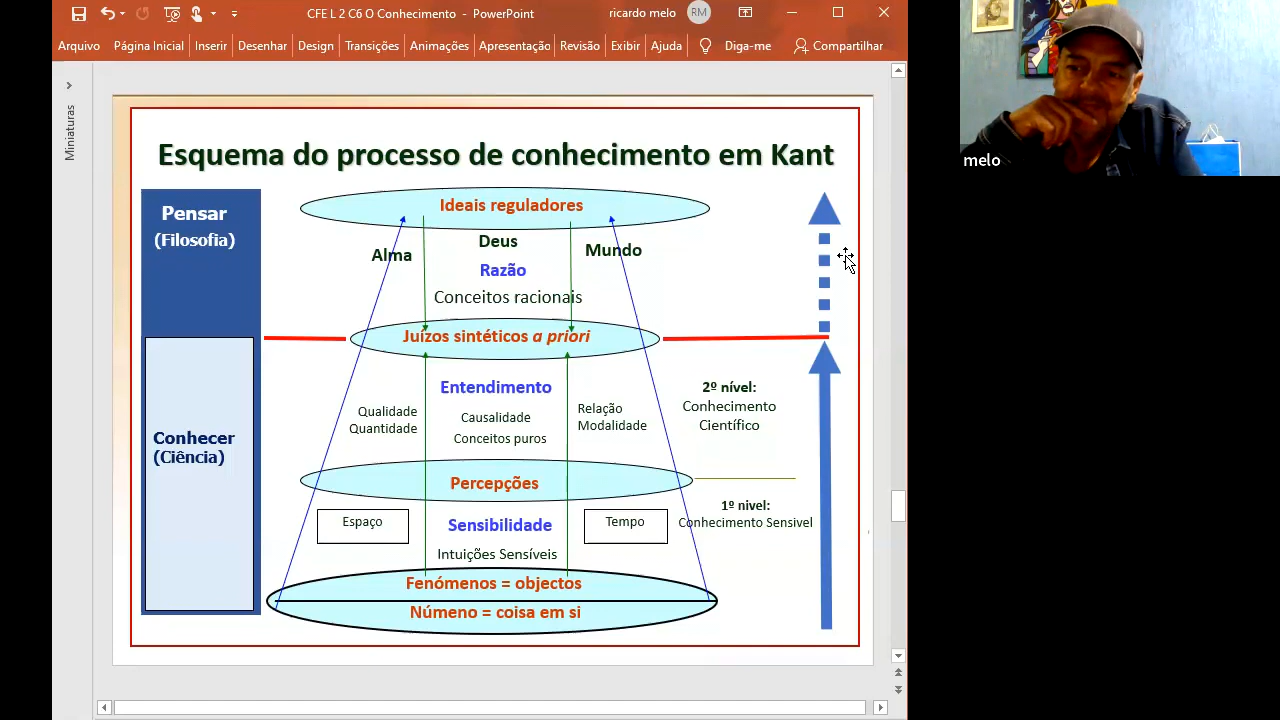 CFE L 2 C6 O Conhecimento - PowerPoint
ricardo melo
RM
Arquivo
Página Inicial
Inserir
Desenhar
Design
Transições
Animações
Apresentação
Revisão
Exibir
Ajuda
Diga-me
Compartilhar
Miniaturas
Esquema do processo de conhecimento em Kant
Pensar
(Filosofia)
Ideais reguladores
Alma
Deus
Mundo
Razão
Conceitos racionais
Juízos sintéticos a priori
Entendimento
Qualidade
Quantidade
Causalidade
Conceitos puros
Relação
Modalidade
2º nível:
Conhecimento
Científico
Conhecer
(Ciência)
Percepções
Espaço
Sensibilidade
Tempo
1º nivel:
Conhecimento Sensivel
Intuições Sensíveis
Fenómenos = objectos
Númeno = coisa em si
melo